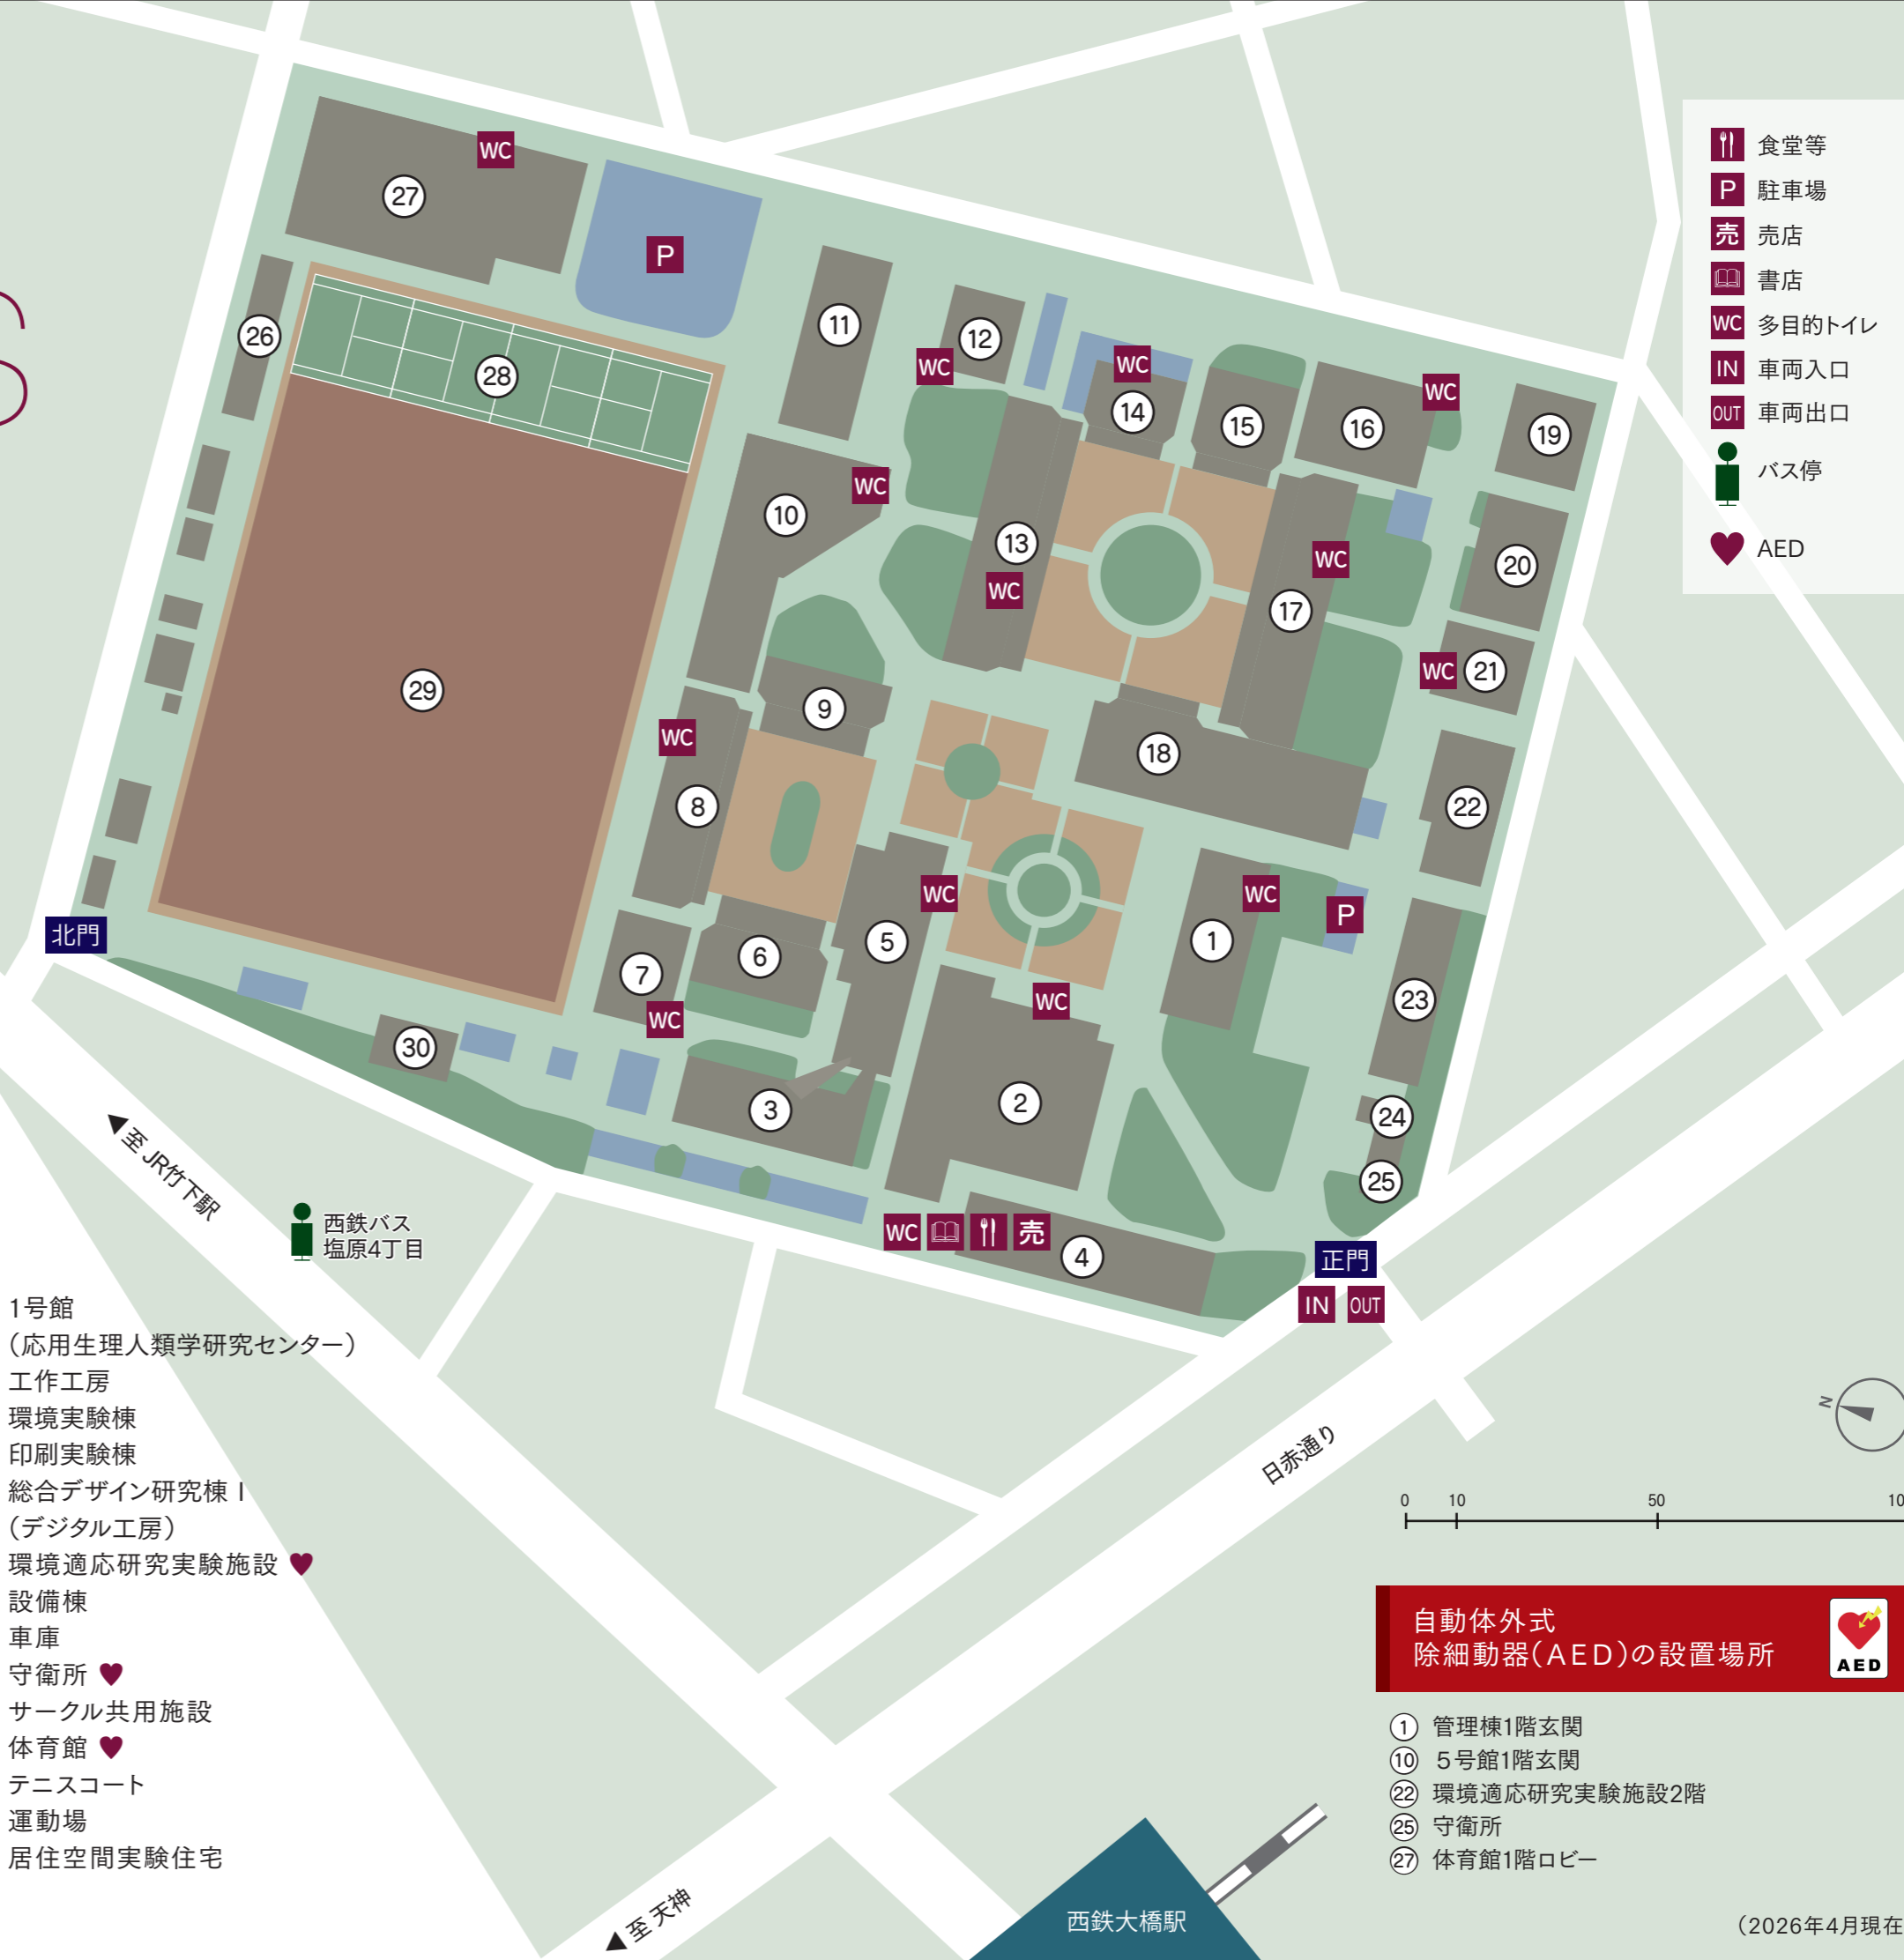 WC
27
P
26
28
11
12
WC
WC
14
15
16
WC
19
10
WC
13
WC
WC
17
20
WC
21
29
9
WC
8
18
22
WC
5
WC
P
1
北門
7
6
WC
WC
23
30
3
2
24
25
WC
売
4
正門
IN
OUT
食堂等
P
駐車場
売
売店
書店
WC
多目的トイレ
IN
車両入口
OUT
車両出口
バス停
AED
至 JR竹下駅
西鉄バス
塩原4丁目
1号館
（応用生理人類学研究センター）
工作工房
環境実験棟
印刷実験棟
総合デザイン研究棟 I
（デジタル工房）
環境適応研究実験施設
設備棟
車庫
守衛所
サークル共用施設
体育館
テニスコート
運動場
居住空間実験住宅
日赤通り
至 天神
西鉄大橋駅
N
0 10 50 10
自動体外式
除細動器（AED）の設置場所
AED
1 管理棟1階玄関
10 5号館1階玄関
22 環境適応研究実験施設2階
25 守衛所
27 体育館1階ロビー
（2026年4月現在